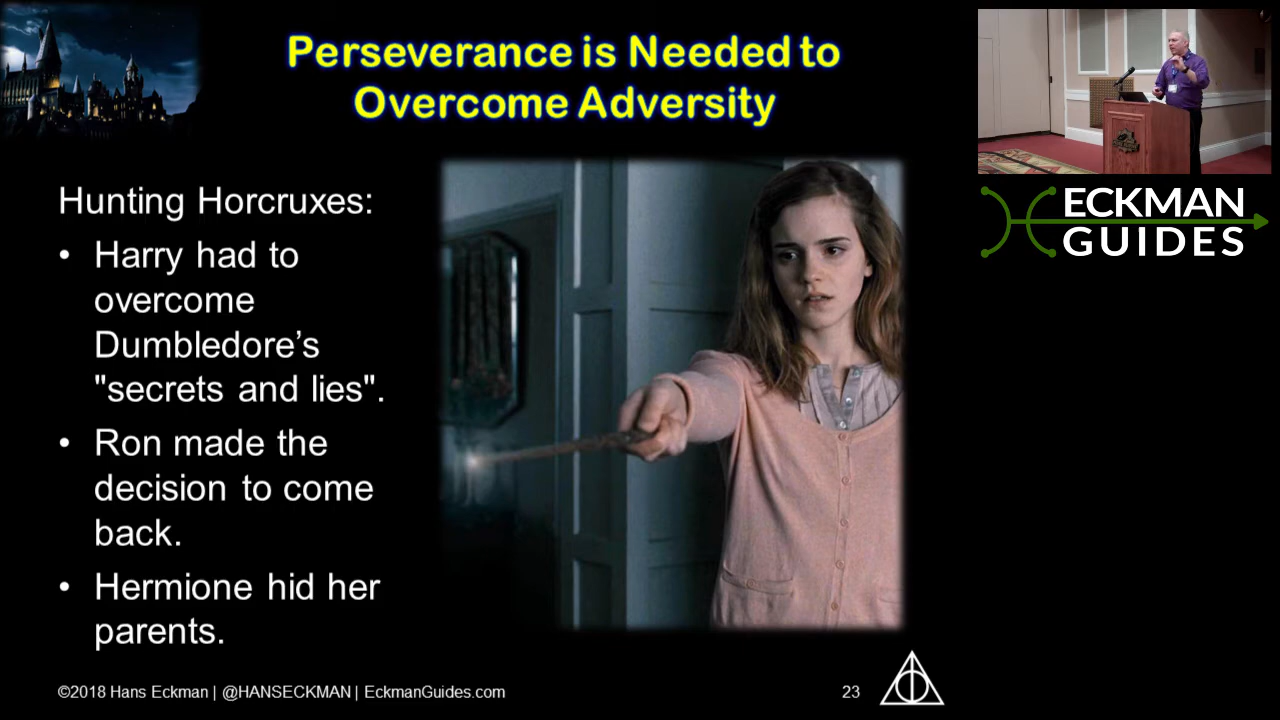 Perseverance is Needed to
Overcome Adversity
Hunting Horcruxes:
• Harry had to
overcome
Dumbledore’s
"secrets and lies".
• Ron made the
decision to come
back.
• Hermione hid her
parents.
©2018 Hans Eckman | @HANSECKMAN | EckmanGuides.com
23
ECKMAN
GUIDES